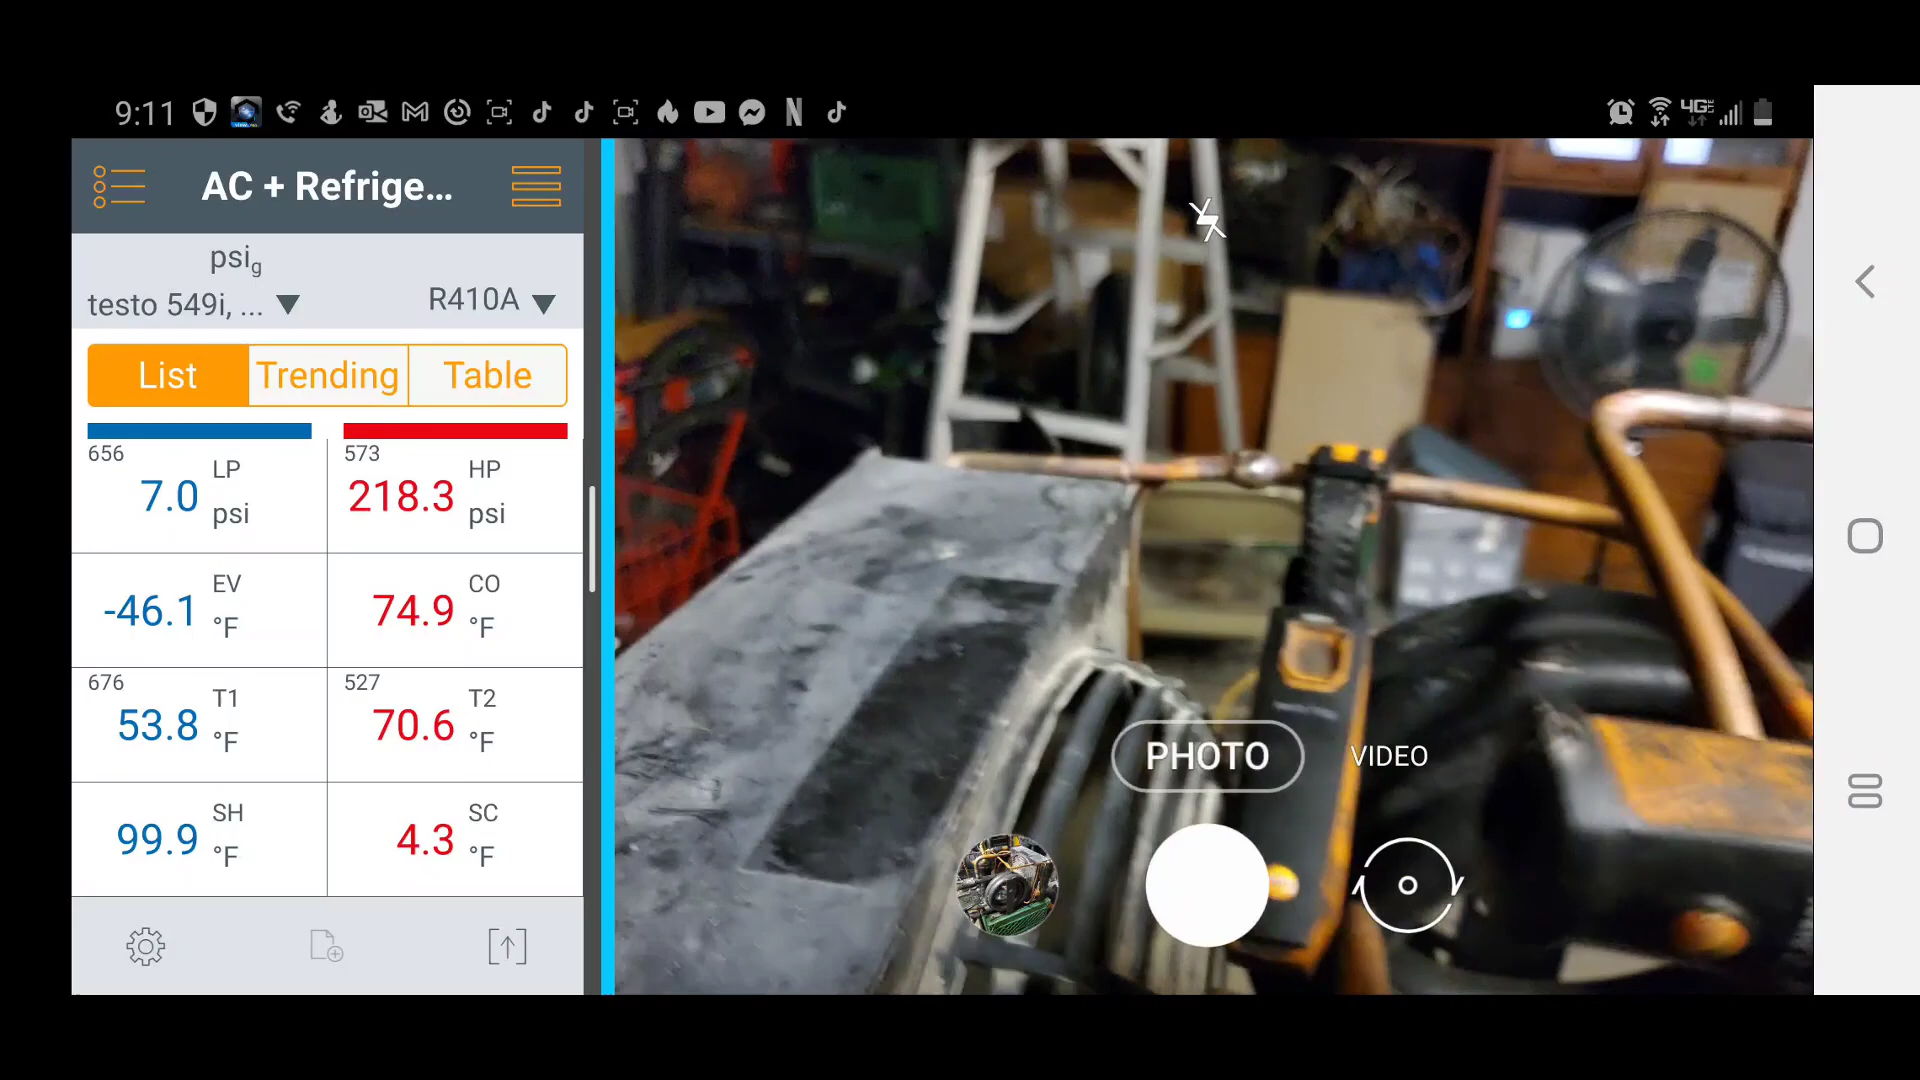 9:11
4G
AC + Refrige...
psig
testo 549i, ...
R410A
List
Trending
Table
656
7.0 LP psi
573
218.3 HP psi
-46.1 EV °F
74.9 CO °F
676
53.8 T1 °F
527
70.6 T2 °F
99.9 SH °F
4.3 SC °F
PHOTO
VIDEO